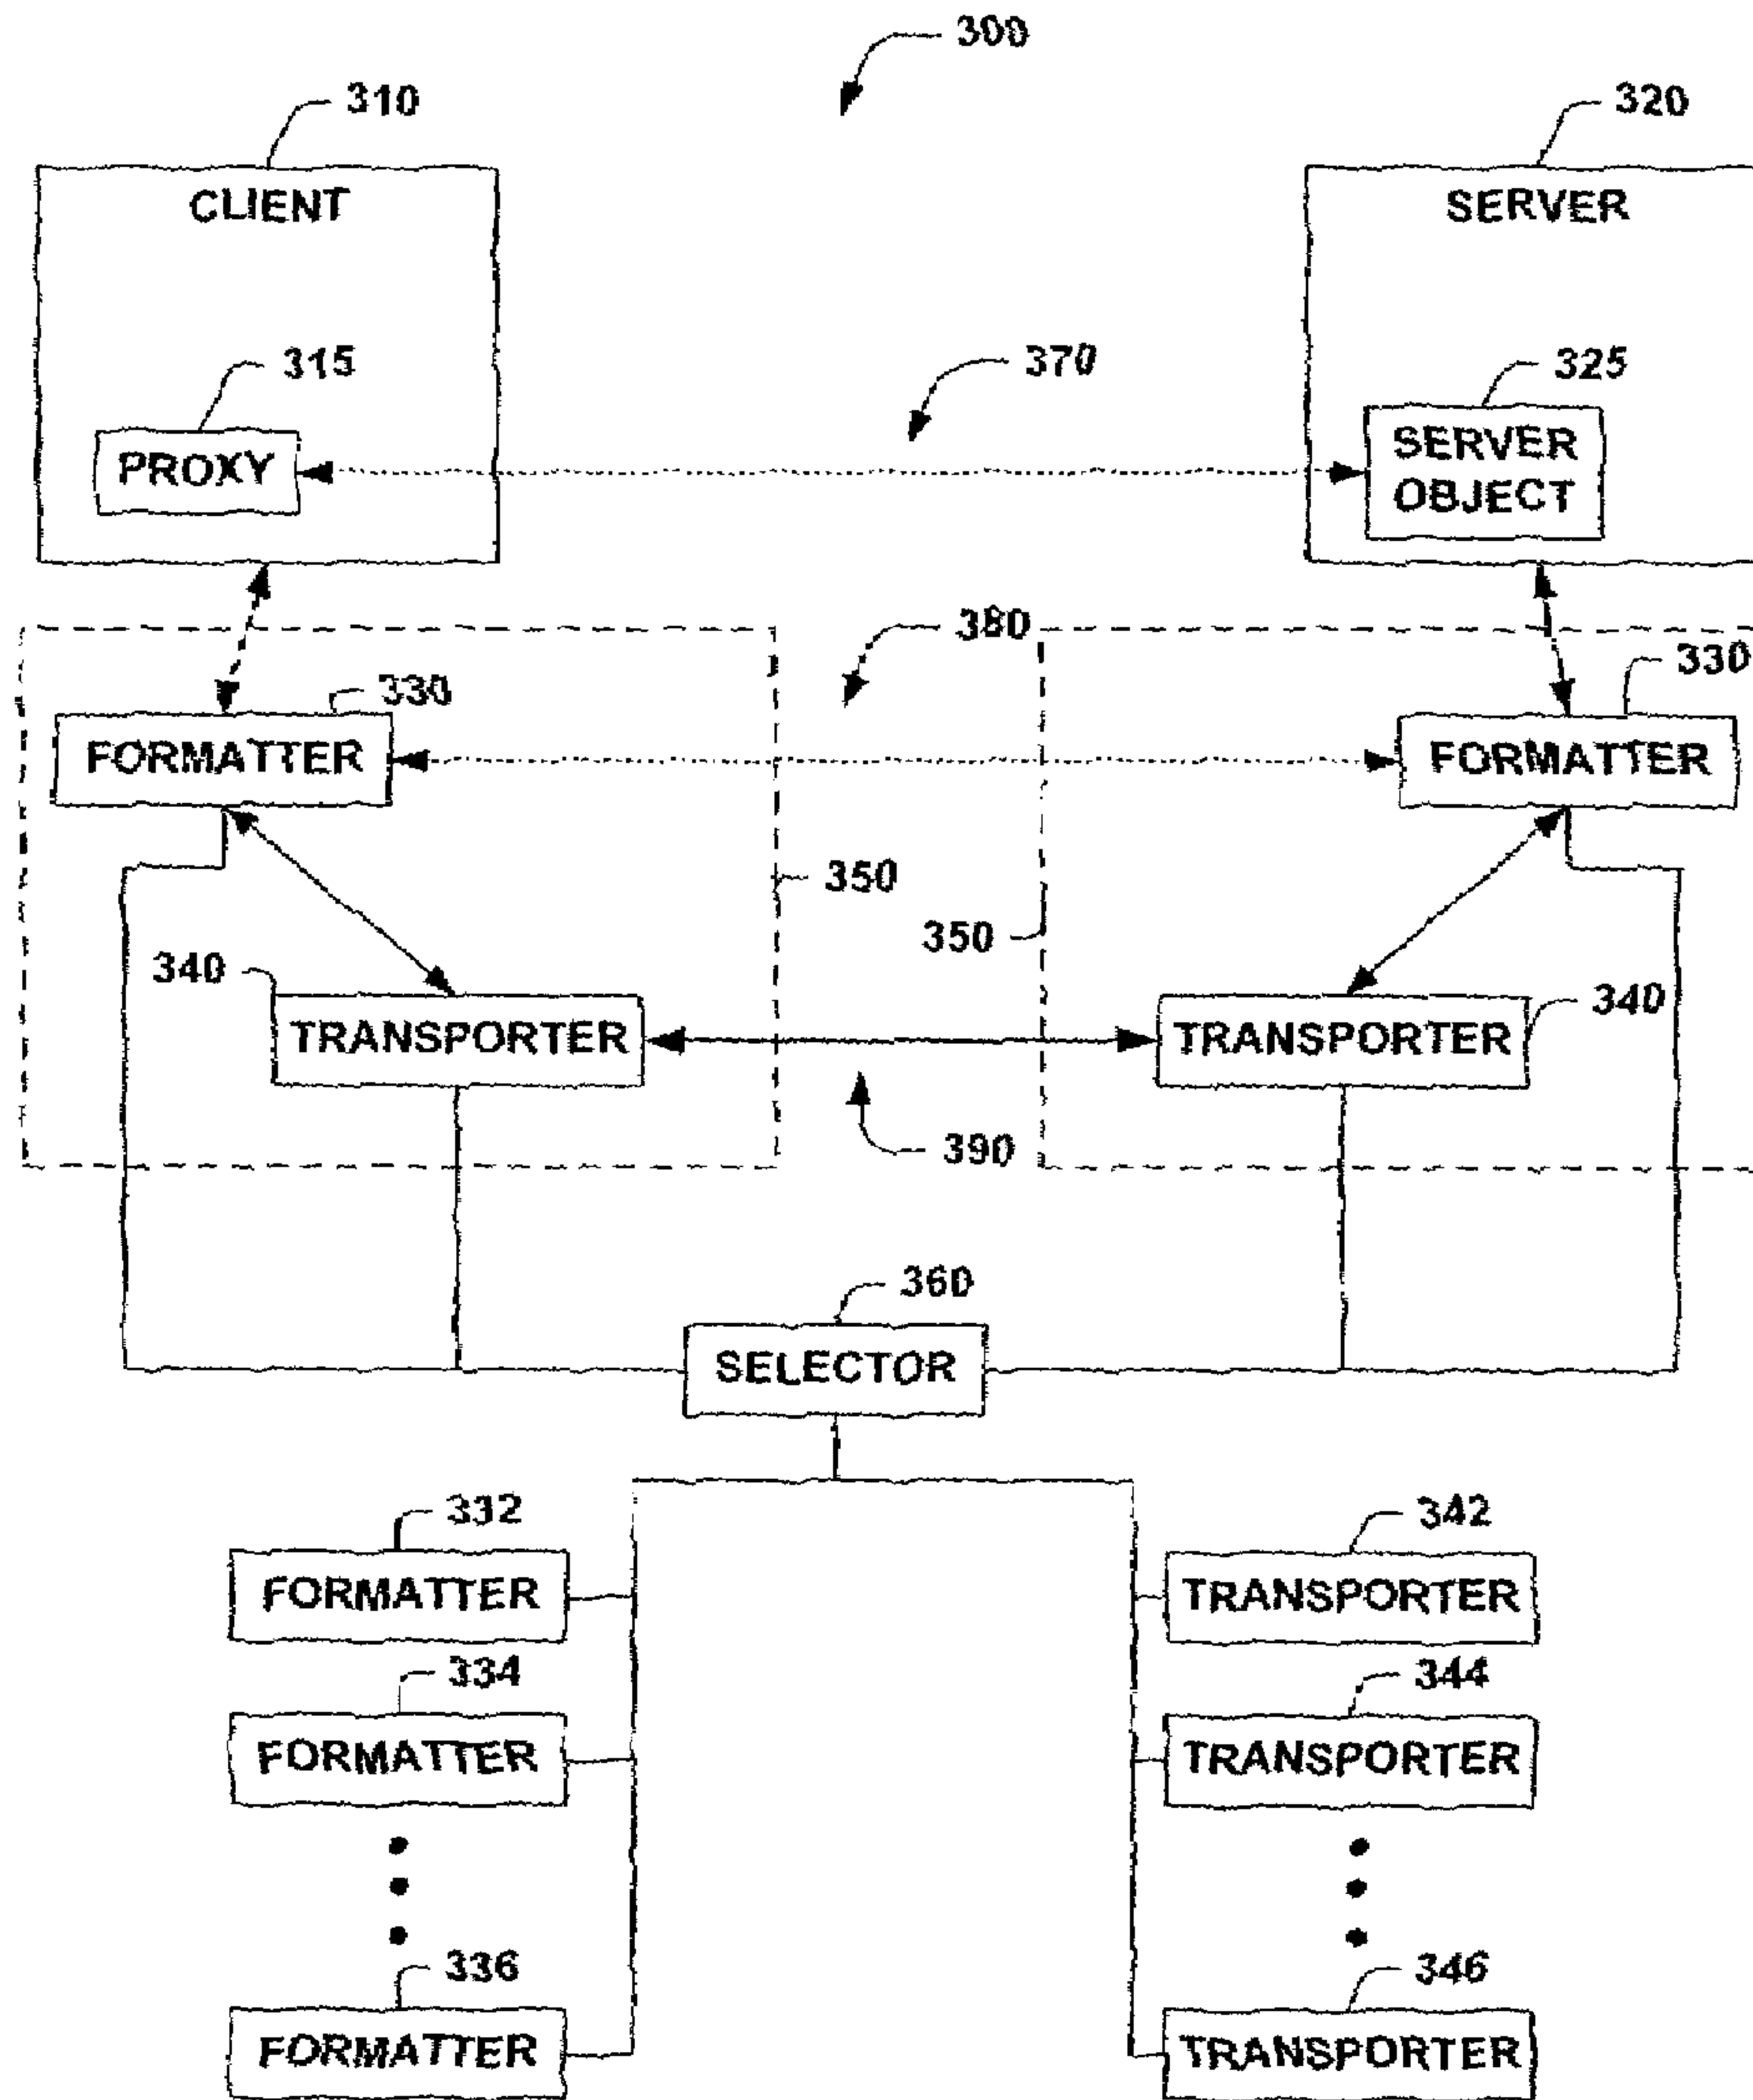 300
310
320
CLIENT
SERVER
315
370
325
PROXY
SERVER
OBJECT
380
330
330
FORMATTER
FORMATTER
350
350
340
340
TRANSPORTER
TRANSPORTER
390
360
SELECTOR
332
342
FORMATTER
TRANSPORTER
334
344
FORMATTER
TRANSPORTER
336
346
FORMATTER
TRANSPORTER